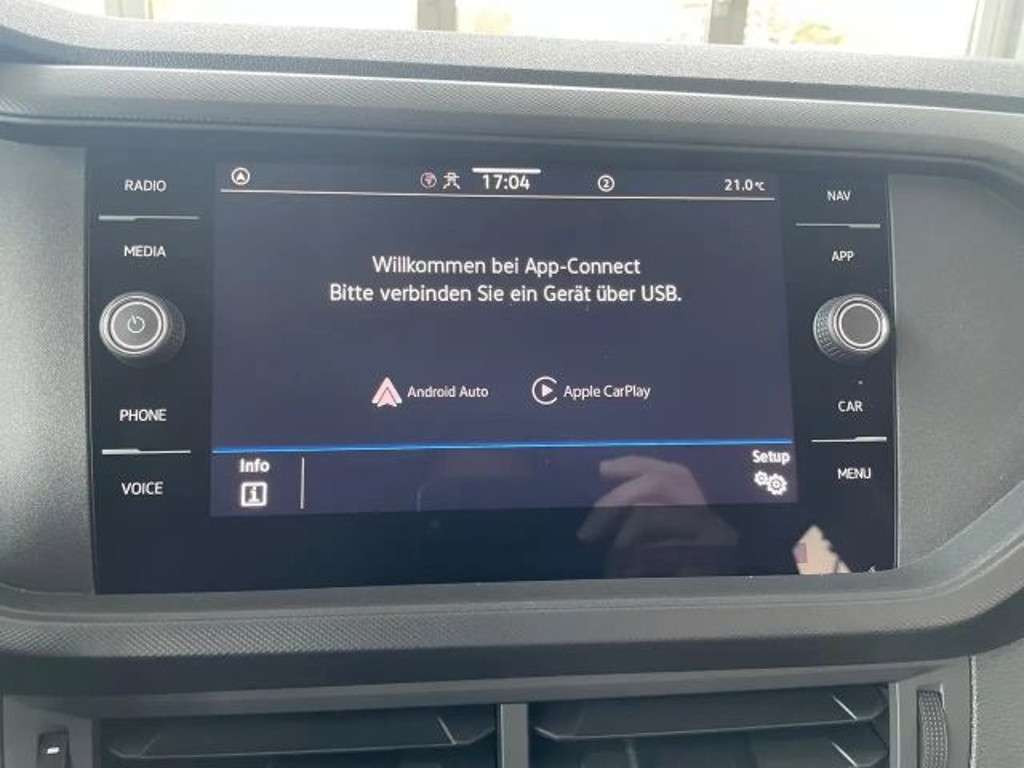 RADIO
MEDIA
PHONE
VOICE
17:04
2
21.0°C
Willkommen bei App-Connect
Bitte verbinden Sie ein Gerät über USB.
Android Auto
Apple CarPlay
Info
i
Setup
NAV
APP
CAR
MENU